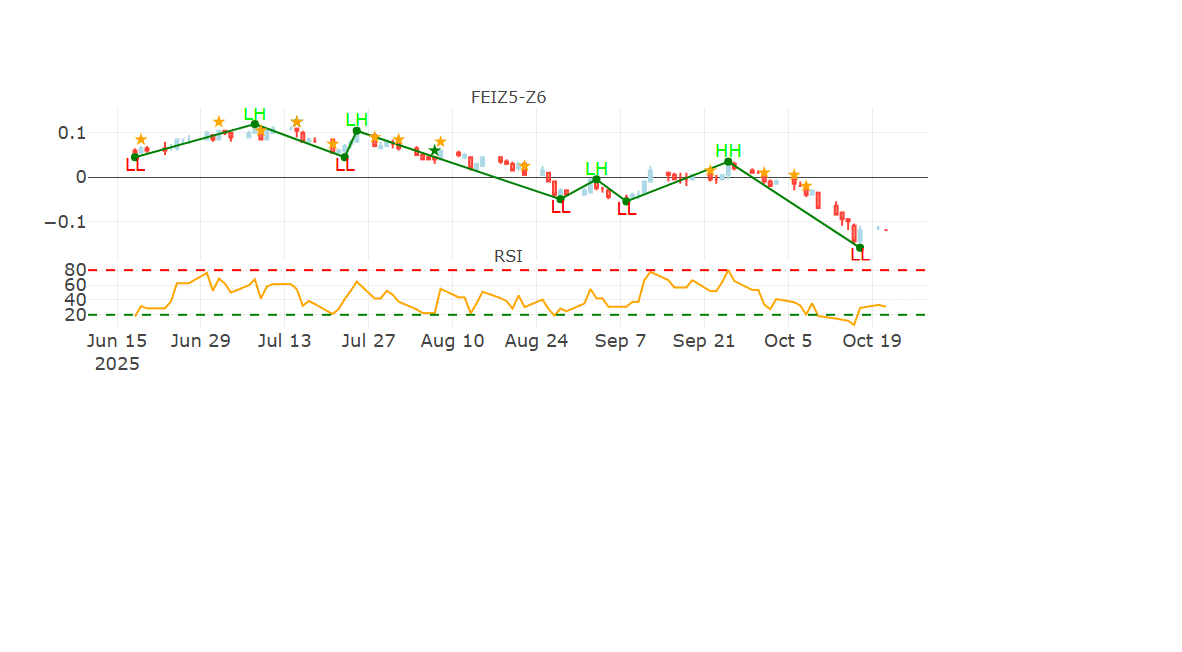 FEIZ5-Z6
LH
LH
HH
LH
LL
LL
LL
LL
LL
0.1
0
−0.1
RSI
80
60
40
20
Jun 15
2025
Jun 29
Jul 13
Jul 27
Aug 10
Aug 24
Sep 7
Sep 21
Oct 5
Oct 19